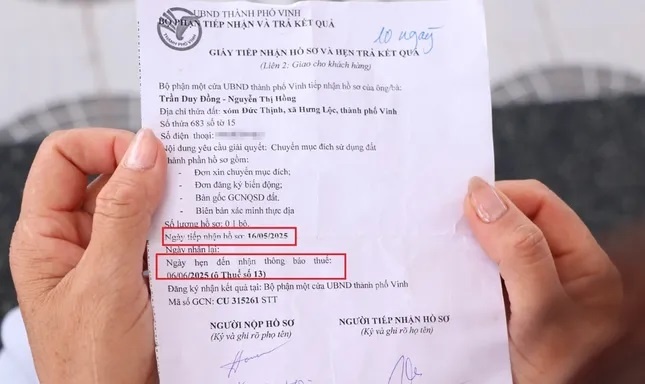 UBND THÀNH PHỐ VINH
BỘ PHẬN TIẾP NHẬN VÀ TRẢ KẾT QUẢ
10 ngày
THÀNH PHỐ VINH
GIẤY TIẾP NHẬN HỒ SƠ VÀ HẸN TRẢ KẾT QUẢ
(Liên 2: Giao cho khách hàng)
Bộ phận một cửa UBND thành phố Vinh tiếp nhận hồ sơ của ông/bà:
Trần Duy Đồng - Nguyễn Thị Hồng
Địa chỉ thửa đất: xóm Đức Thịnh, xã Hưng Lộc, thành phố Vinh
Số thửa 683 số tờ 15
Số điện thoại:
Nội dung yêu cầu giải quyết: Chuyển mục đích sử dụng đất
Thành phần hồ sơ gồm:
- Đơn xin chuyển mục đích;
- Đơn đăng ký biến động;
- Bản gốc GCNQSD đất.
- Biên bản xác minh thực địa
Số lượng hồ sơ: 01 bộ.
Ngày tiếp nhận hồ sơ: 16/05/2025
Ngày nhận lại:
Ngày hẹn đến nhận thông báo thuế:
06/06/2025 (ô Thuế số 13)
Đăng ký nhận kết quả tại: Bộ phận một cửa UBND thành phố Vinh
Mã số GCN: CU 315261 STT
NGƯỜI NỘP HỒ SƠ
(Ký và ghi rõ họ tên)
NGƯỜI TIẾP NHẬN HỒ SƠ
(Ký và ghi rõ họ, tên)